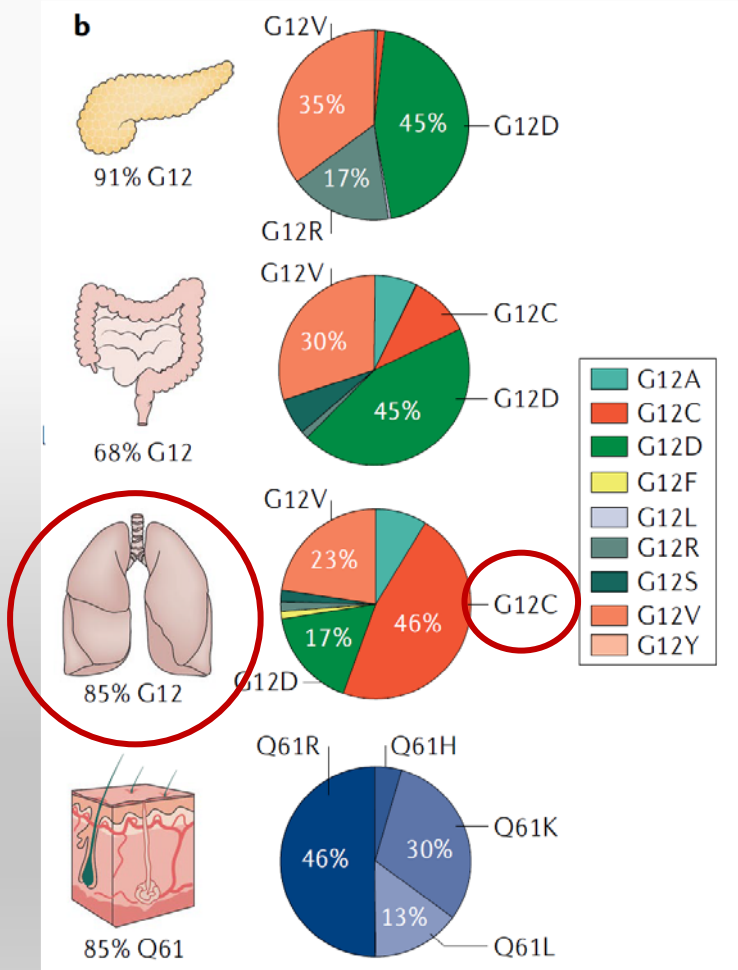 b
G12V
35%
45%
G12D
17%
91% G12
G12R
G12V
G12C
30%
G12D
45%
68% G12
G12V
23%
G12C
46%
17%
G12D
85% G12
G12A
G12C
G12D
G12F
G12L
G12R
G12S
G12V
G12Y
Q61R
Q61H
Q61K
46%
30%
13%
Q61L
85% Q61